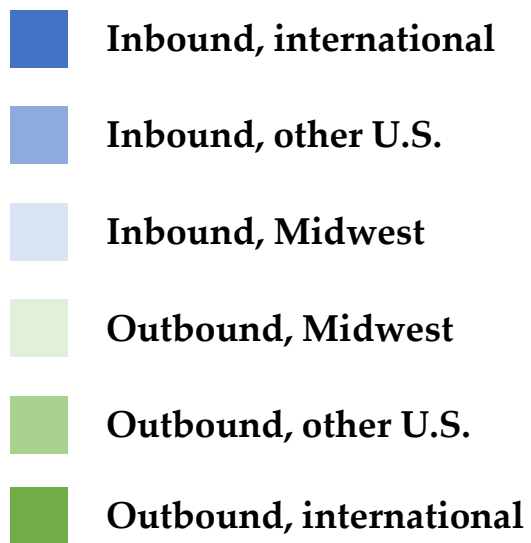 Inbound, international
Inbound, other U.S.
Inbound, Midwest
Outbound, Midwest
Outbound, other U.S.
Outbound, international